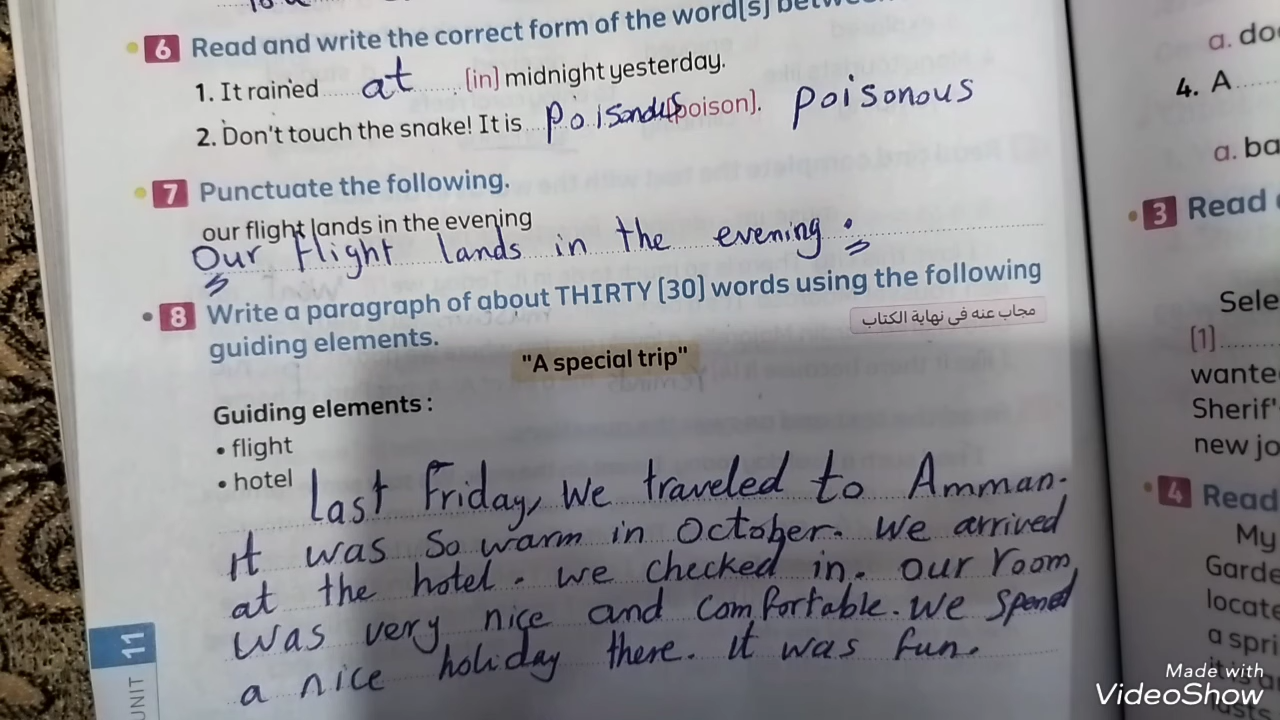 6 Read and write the correct form of the word[s]
1. It rained at [in] midnight yesterday.
2. Don't touch the snake! It is poisonous [poison]. poisonous
7 Punctuate the following.
our flight lands in the evening
Our flight lands in the evening.
8 Write a paragraph of about THIRTY [30] words using the following
guiding elements.
مجاب عنه فى نهاية الكتاب
"A special trip"
Guiding elements :
• flight
• hotel
last Friday, we traveled to Amman.
it was so warm in October. we arrived
at the hotel. we checked in. our room
was very nice and comfortable. we spened
a nice holiday there. it was fun.
UNIT 11
a. do
4. A
a. ba
3 Read
Sele
[1]
wante
Sherif'
new jo
4 Read
My
Garde
locate
a spri
Made with
VideoShow